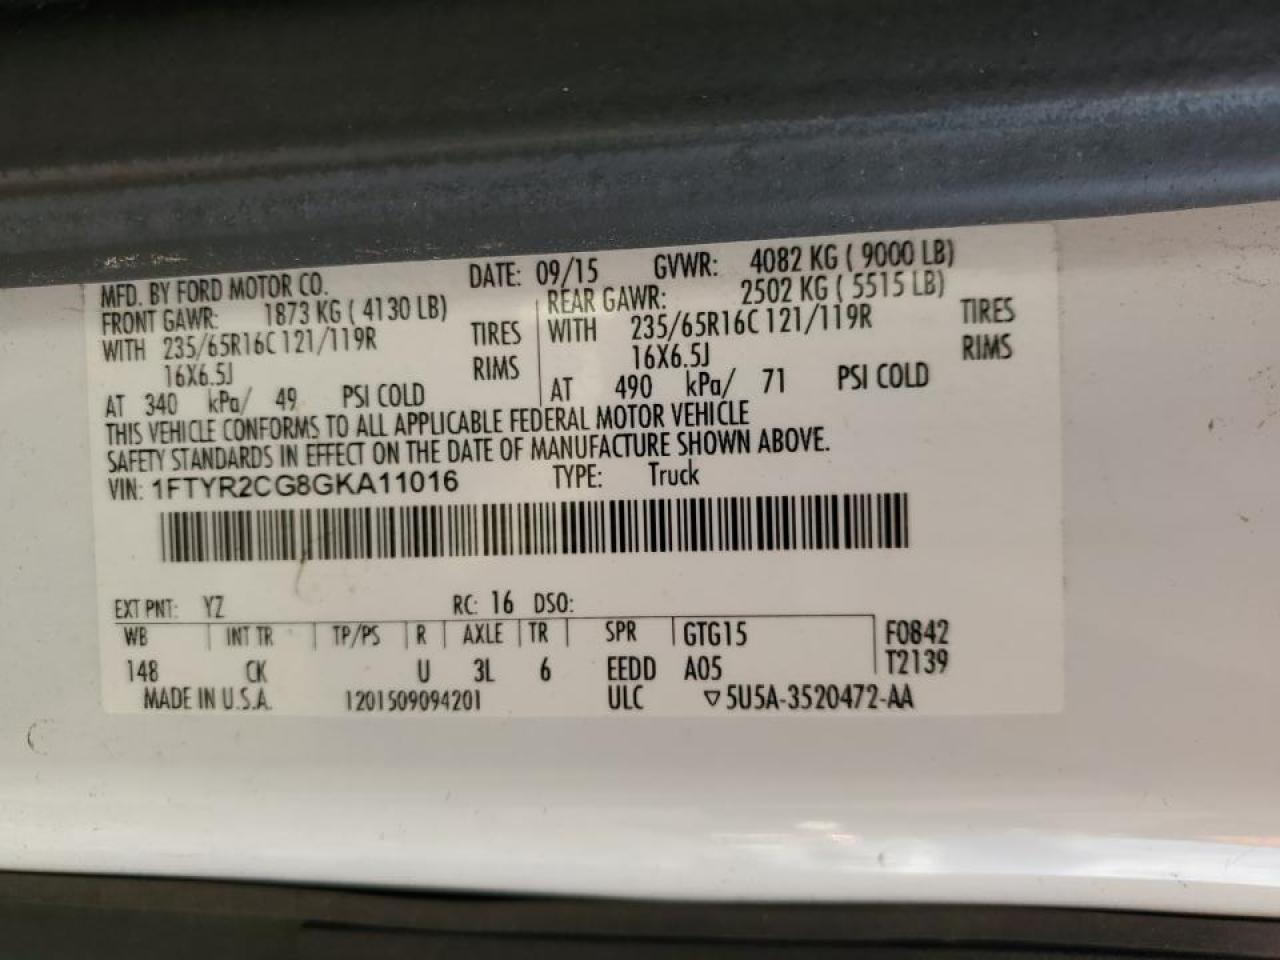 MFD. BY FORD MOTOR CO. DATE: 09/15 GVWR: 4082 KG ( 9000 LB)
FRONT GAWR: 1873 KG ( 4130 LB) REAR GAWR: 2502 KG ( 5515 LB)
WITH 235/65R16C 121/119R TIRES WITH 235/65R16C 121/119R TIRES
16X6.5J RIMS 16X6.5J RIMS
AT 340 kPa/ 49 PSI COLD AT 490 kPa/ 71 PSI COLD
THIS VEHICLE CONFORMS TO ALL APPLICABLE FEDERAL MOTOR VEHICLE
SAFETY STANDARDS IN EFFECT ON THE DATE OF MANUFACTURE SHOWN ABOVE.
VIN: 1FTYR2CG8GKA11016 TYPE: Truck
EXT PNT: YZ RC: 16 DSO:
WB INT TR TP/PS R AXLE TR SPR GTG15 F0842
148 CK U 3L 6 EEDD A05 T2139
MADE IN U.S.A. 1201509094201 ULC ▽5U5A-3520472-AA